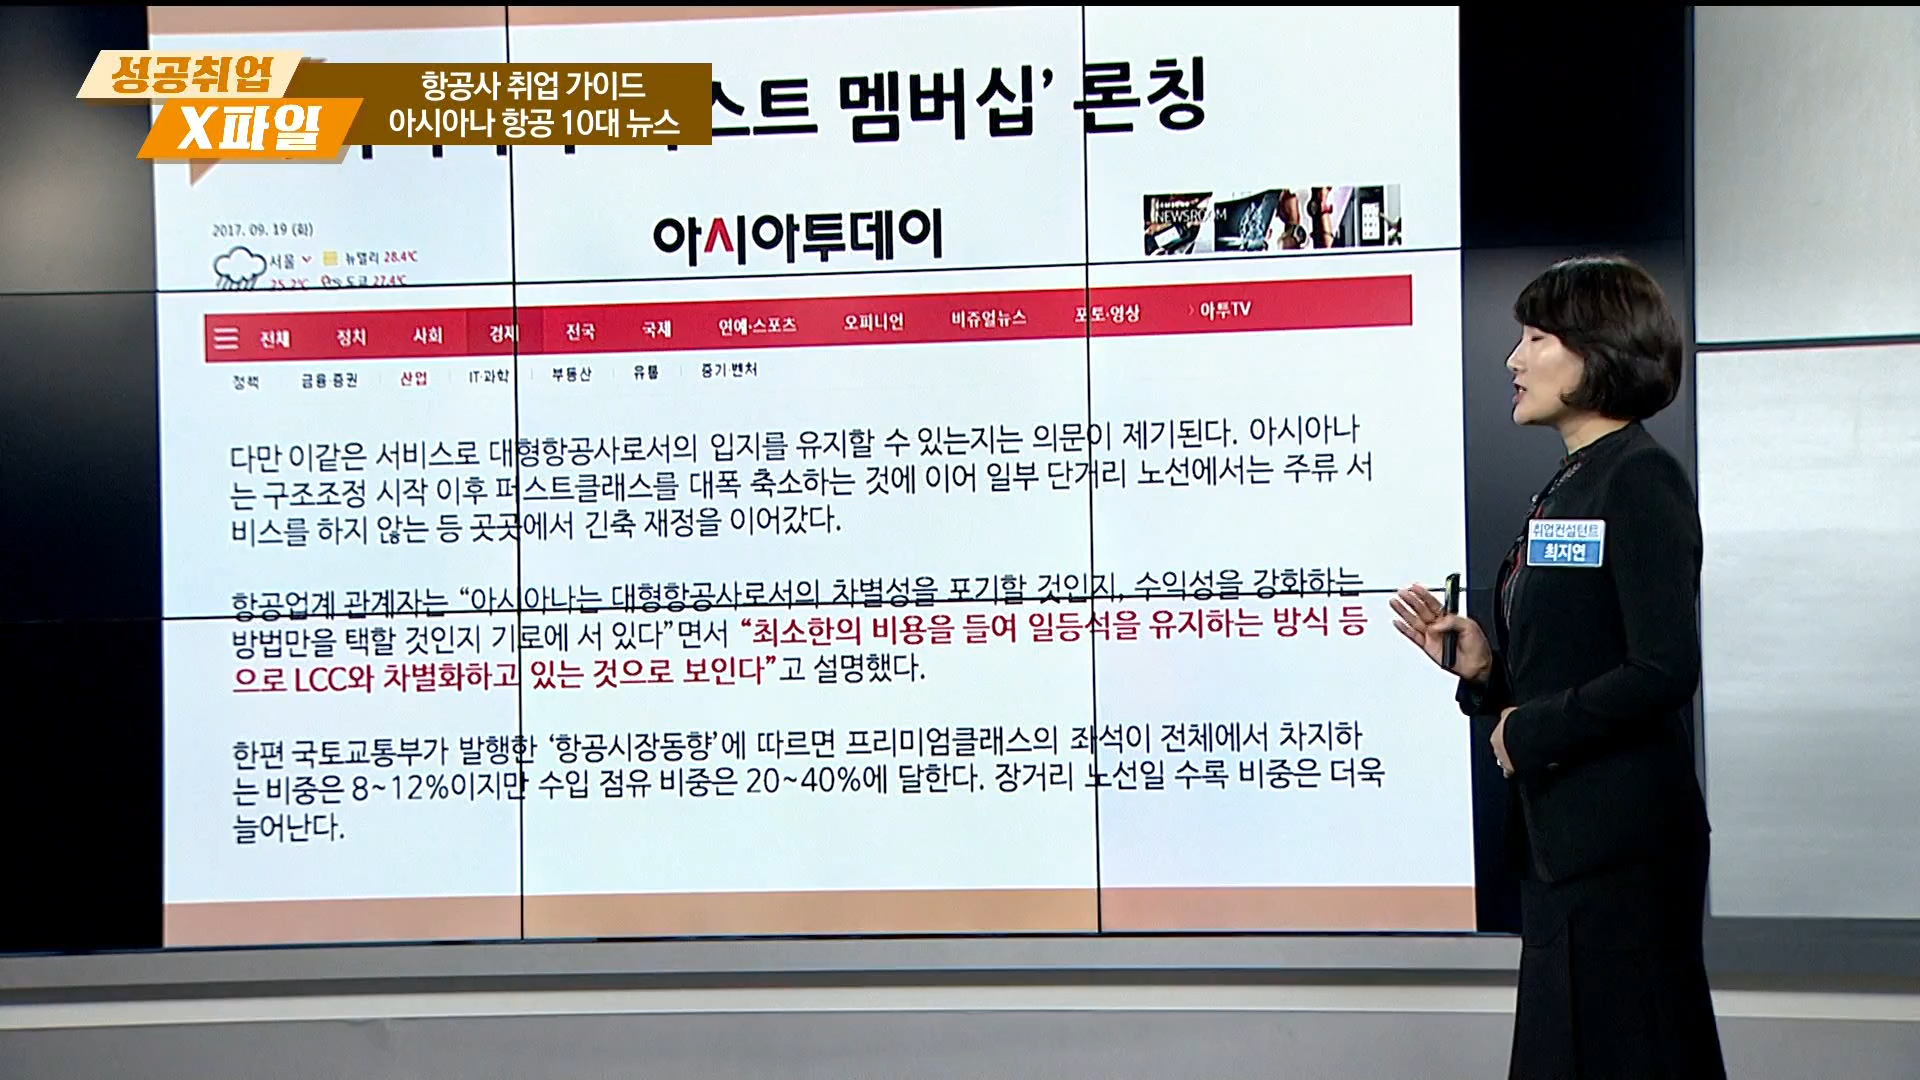 성공취업
X파일
항공사 취업 가이드
아시아나 항공 10대 뉴스
멤버십’ 론칭
2017. 09. 19 (화)
아시아투데이
NEWSROOM
서울 뉴델리 28.4℃
25.2℃ 도쿄 27.4℃
전체 정치 사회 경제 전국 국제 연예·스포츠 오피니언 비쥬얼뉴스 포토·영상 아투TV
정책 금융·증권 산업 IT·과학 부동산 유통 중기·벤처
다만 이같은 서비스로 대형항공사로서의 입지를 유지할 수 있는지는 의문이 제기된다. 아시아나
는 구조조정 시작 이후 퍼스트클래스를 대폭 축소하는 것에 이어 일부 단거리 노선에서는 주류 서
비스를 하지 않는 등 곳곳에서 긴축 재정을 이어갔다.
항공업계 관계자는 “아시아나는 대형항공사로서의 차별성을 포기할 것인지, 수익성을 강화하는
방법만을 택할 것인지 기로에 서 있다”면서 “최소한의 비용을 들여 일등석을 유지하는 방식 등
으로 LCC와 차별화하고 있는 것으로 보인다”고 설명했다.
한편 국토교통부가 발행한 ‘항공시장동향’에 따르면 프리미엄클래스의 좌석이 전체에서 차지하
는 비중은 8~12%이지만 수입 점유 비중은 20~40%에 달한다. 장거리 노선일 수록 비중은 더욱
늘어난다.
취업컨설턴트
최지연